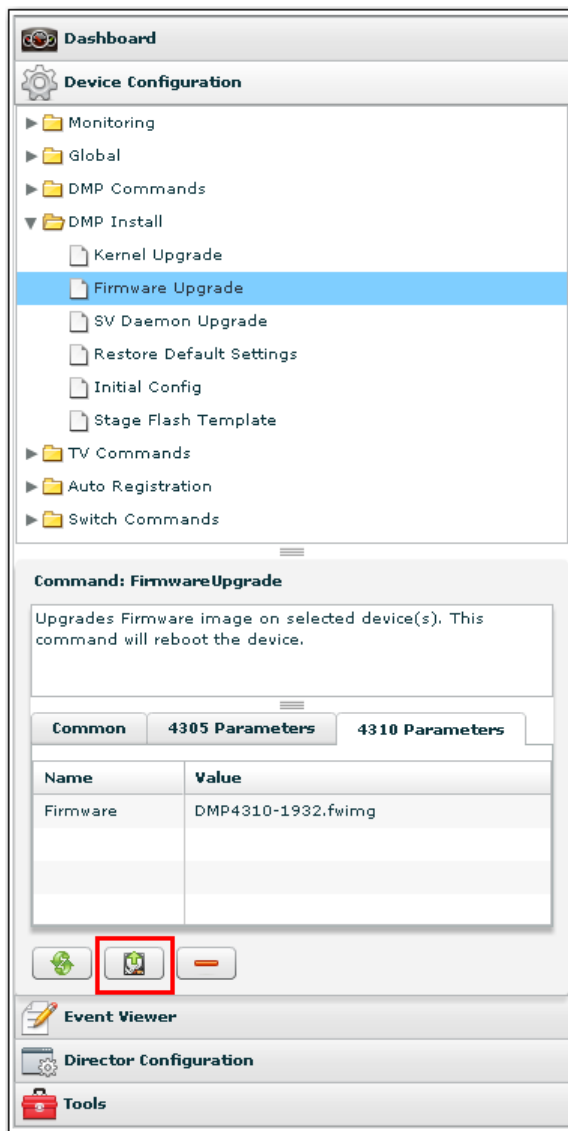 Dashboard
Device Configuration
Monitoring
Global
DMP Commands
DMP Install
Kernel Upgrade
Firmware Upgrade
SV Daemon Upgrade
Restore Default Settings
Initial Config
Stage Flash Template
TV Commands
Auto Registration
Switch Commands
Command: FirmwareUpgrade
Upgrades Firmware image on selected device(s). This
command will reboot the device.
Common 4305 Parameters 4310 Parameters
Name Value
Firmware DMP4310-1932.fwimg
Event Viewer
Director Configuration
Tools